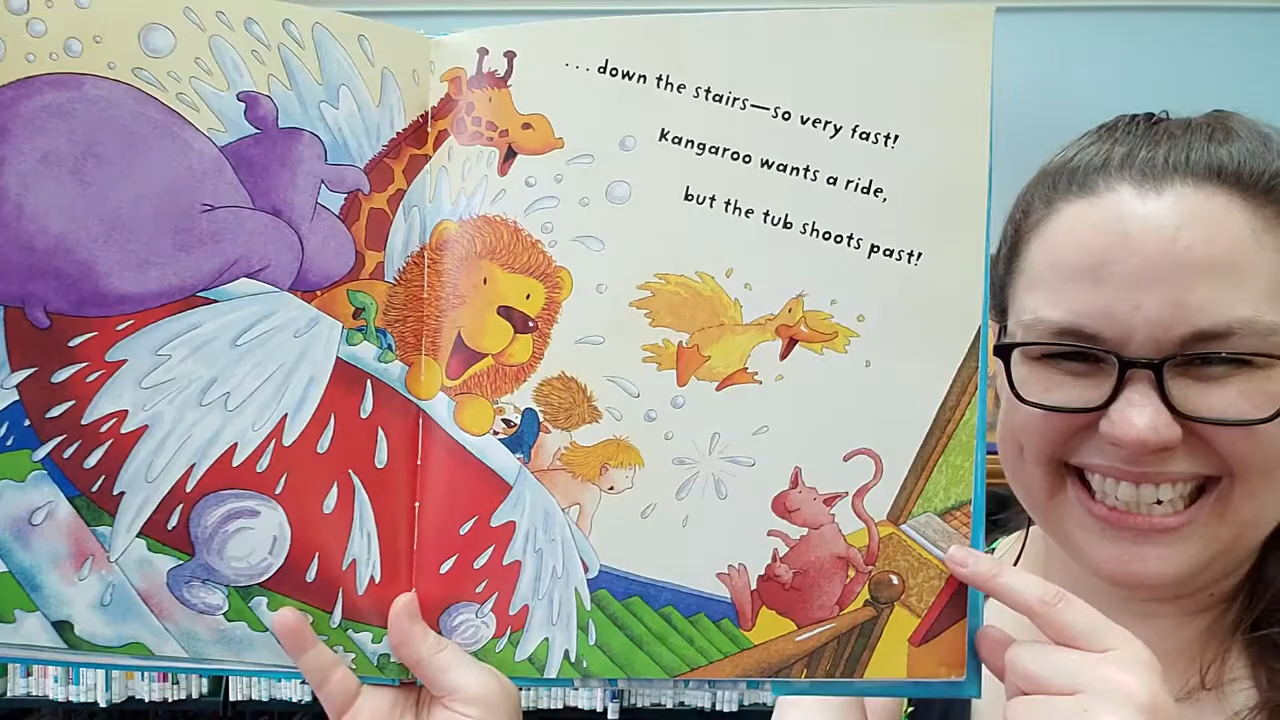 ...down the stairs—so very fast!
Kangaroo wants a ride,
but the tub shoots past!